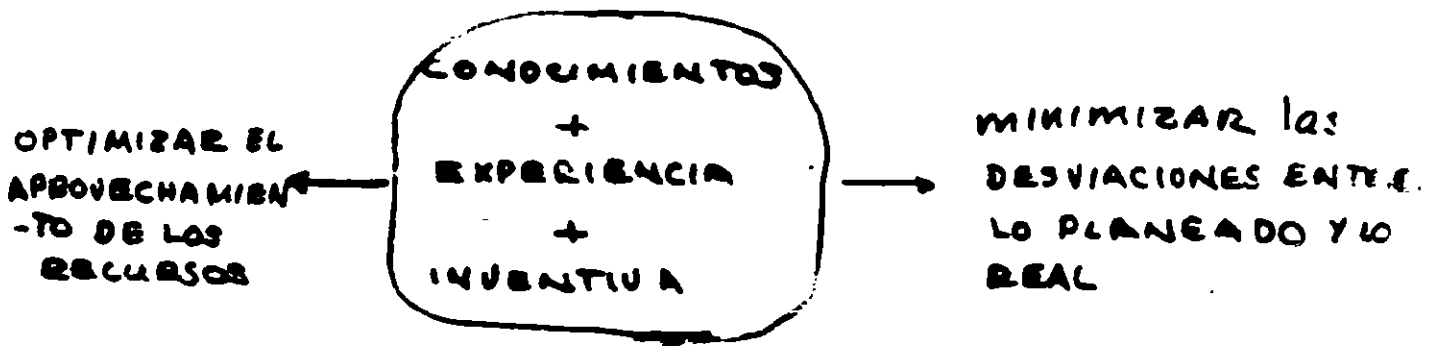 OPTIMIZAR EL
APROVECHAMIEN
-TO DE LOS
RECURSOS
CONOCIMIENTOS
+
EXPERIENCIA
+
INVENTIVA
MINIMIZAR las
DESVIACIONES ENTRE
LO PLANEADO Y LO
REAL